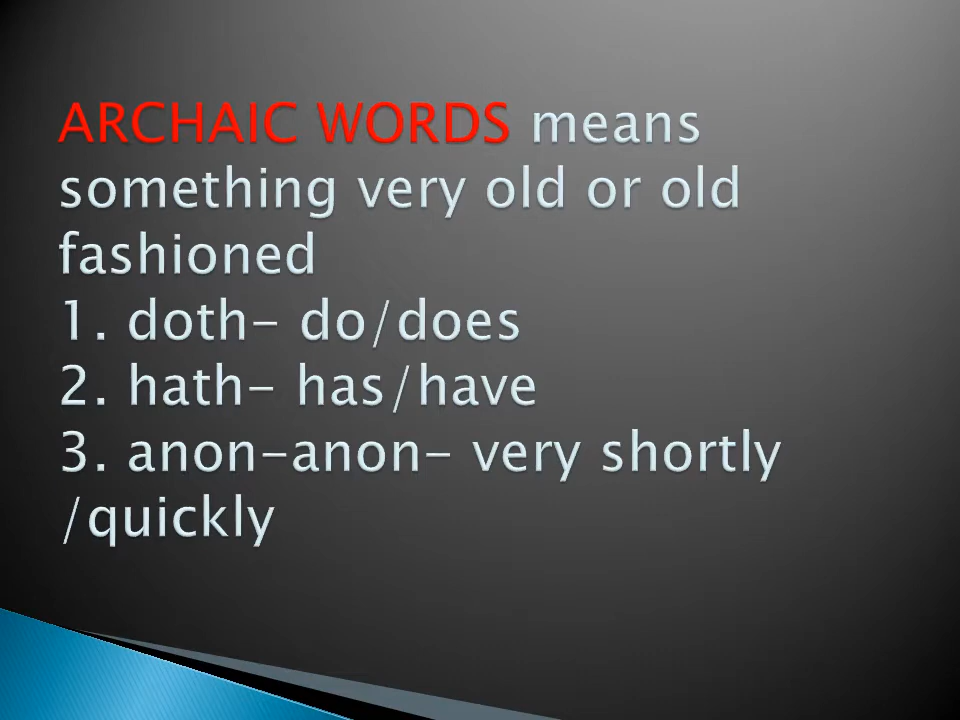 ARCHAIC WORDS means
something very old or old
fashioned
1. doth- do/does
2. hath- has/have
3. anon-anon- very shortly
/quickly